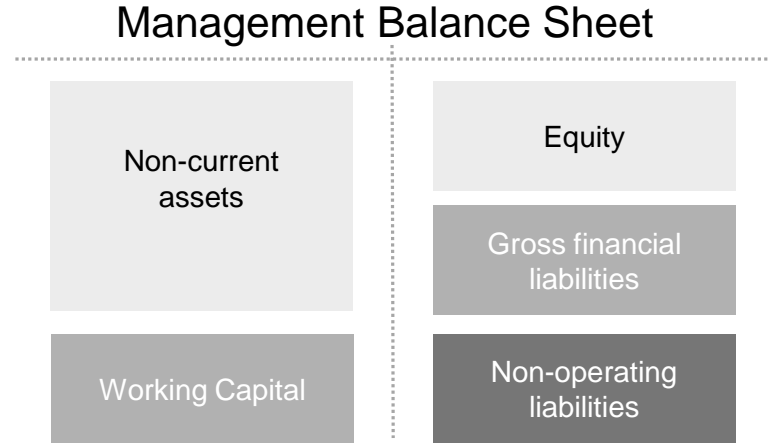 Management Balance Sheet
Non-current
assets
Working Capital
Equity
Gross financial
liabilities
Non-operating
liabilities